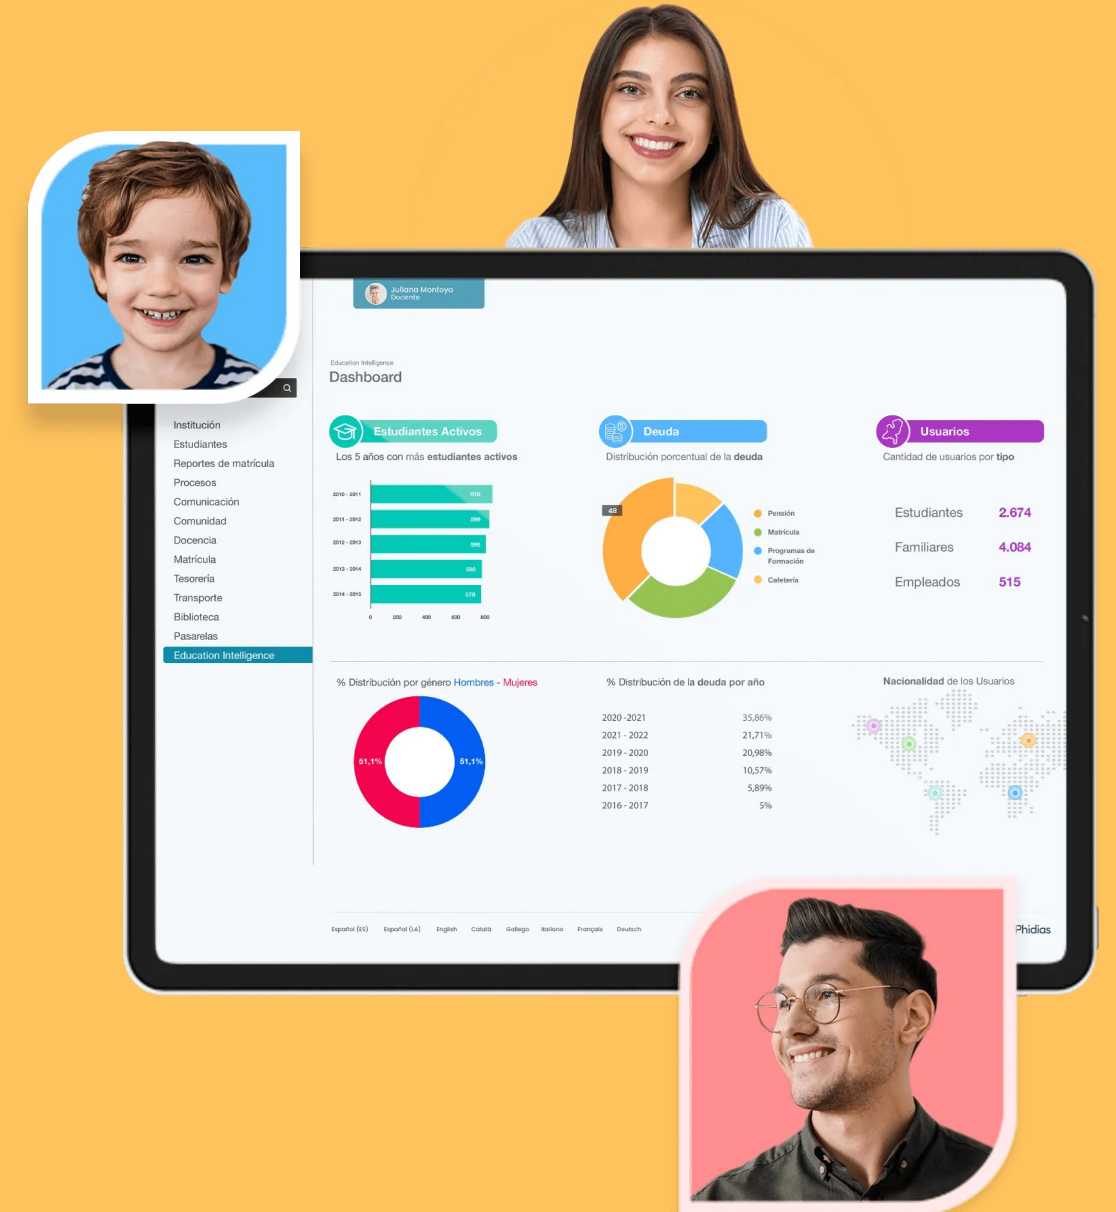 Juliana Montoya
Docente
Education Intelligence
Dashboard
Institución
Estudiantes
Reportes de matrícula
Procesos
Comunicación
Comunidad
Docencia
Matrícula
Tesorería
Transporte
Biblioteca
Pasarelas
Education Intelligence
Estudiantes Activos
Los 5 años con más estudiantes activos
2010 - 2011
2011 - 2012
2012 - 2013
2013 - 2014
2014 - 2015
616
599
580
578
0 200 400 600 800
Deuda
Distribución porcentual de la deuda
48
Pensión
Matrícula
Programas de
Formación
Cafetería
Usuarios
Cantidad de usuarios por tipo
Estudiantes 2.674
Familiares 4.084
Empleados 515
% Distribución por género Hombres - Mujeres
51,1% 51,1%
% Distribución de la deuda por año
2020 -2021 35,86%
2021 - 2022 21,71%
2019 - 2020 20,98%
2018 - 2019 10,57%
2017 - 2018 5,89%
2016 - 2017 5%
Nacionalidad de los Usuarios
Español (ES) Español (LA) English Català Gallego Italiano Français Deutsch
Phidias